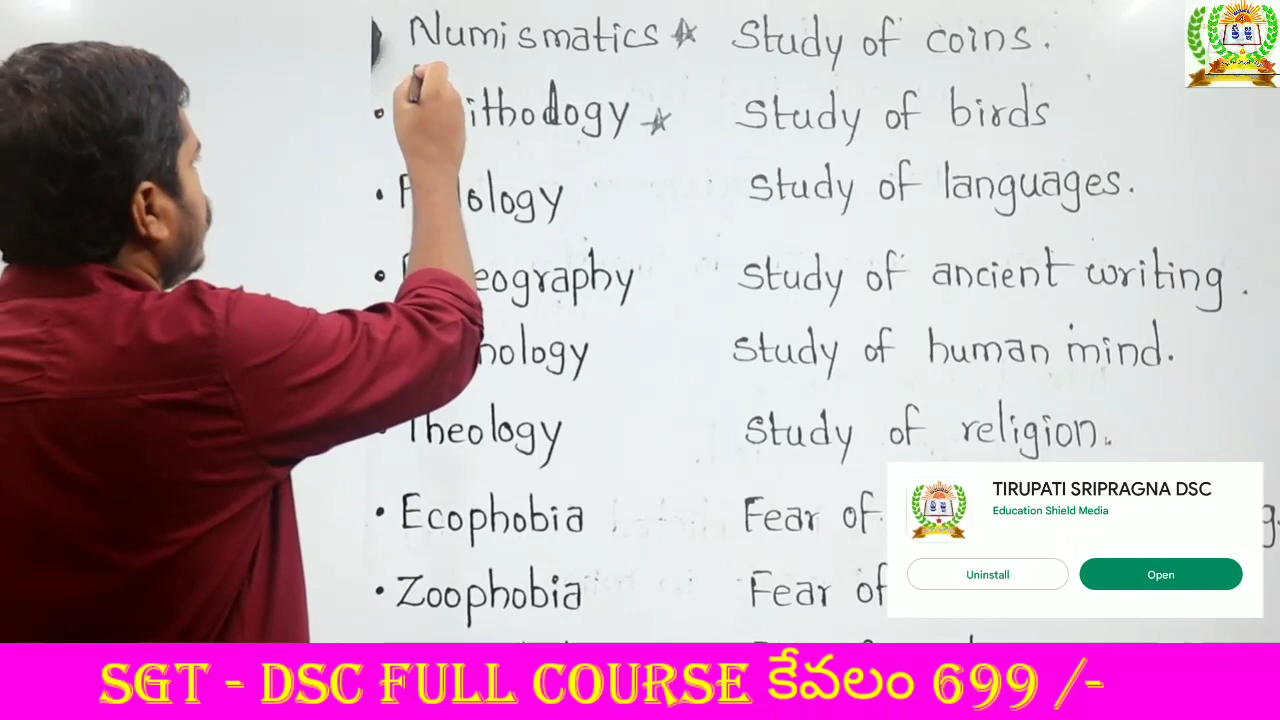 Numismatics ☆ Study of coins.
• ithodogy ☆ Study of birds
• ology Study of languages.
• eography Study of ancient writing.
nology Study of human mind.
Theology Study of religion.
• Ecophobia Fear of g
• Zoophobia Fear of
TIRUPATI SRIPRAGNA DSC
Education Shield Media
Uninstall Open
SGT - DSC FULL COURSE కేవలం 699 /-